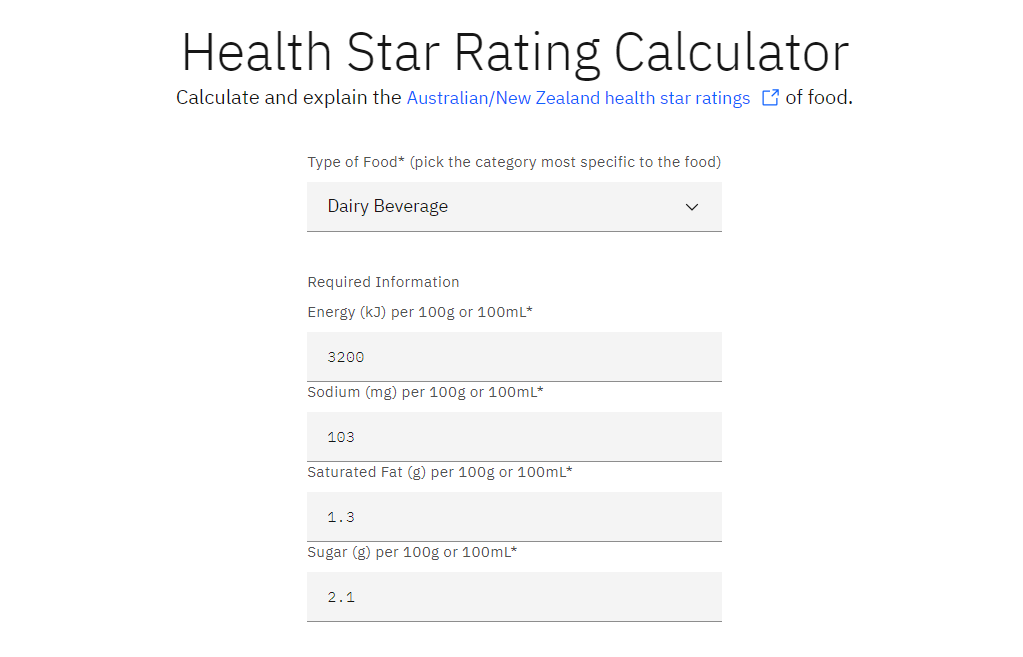 Health Star Rating Calculator
Calculate and explain the Australian/New Zealand health star ratings of food.
Type of Food* (pick the category most specific to the food)
Dairy Beverage
Required Information
Energy (kJ) per 100g or 100mL*
3200
Sodium (mg) per 100g or 100mL*
103
Saturated Fat (g) per 100g or 100mL*
1.3
Sugar (g) per 100g or 100mL*
2.1